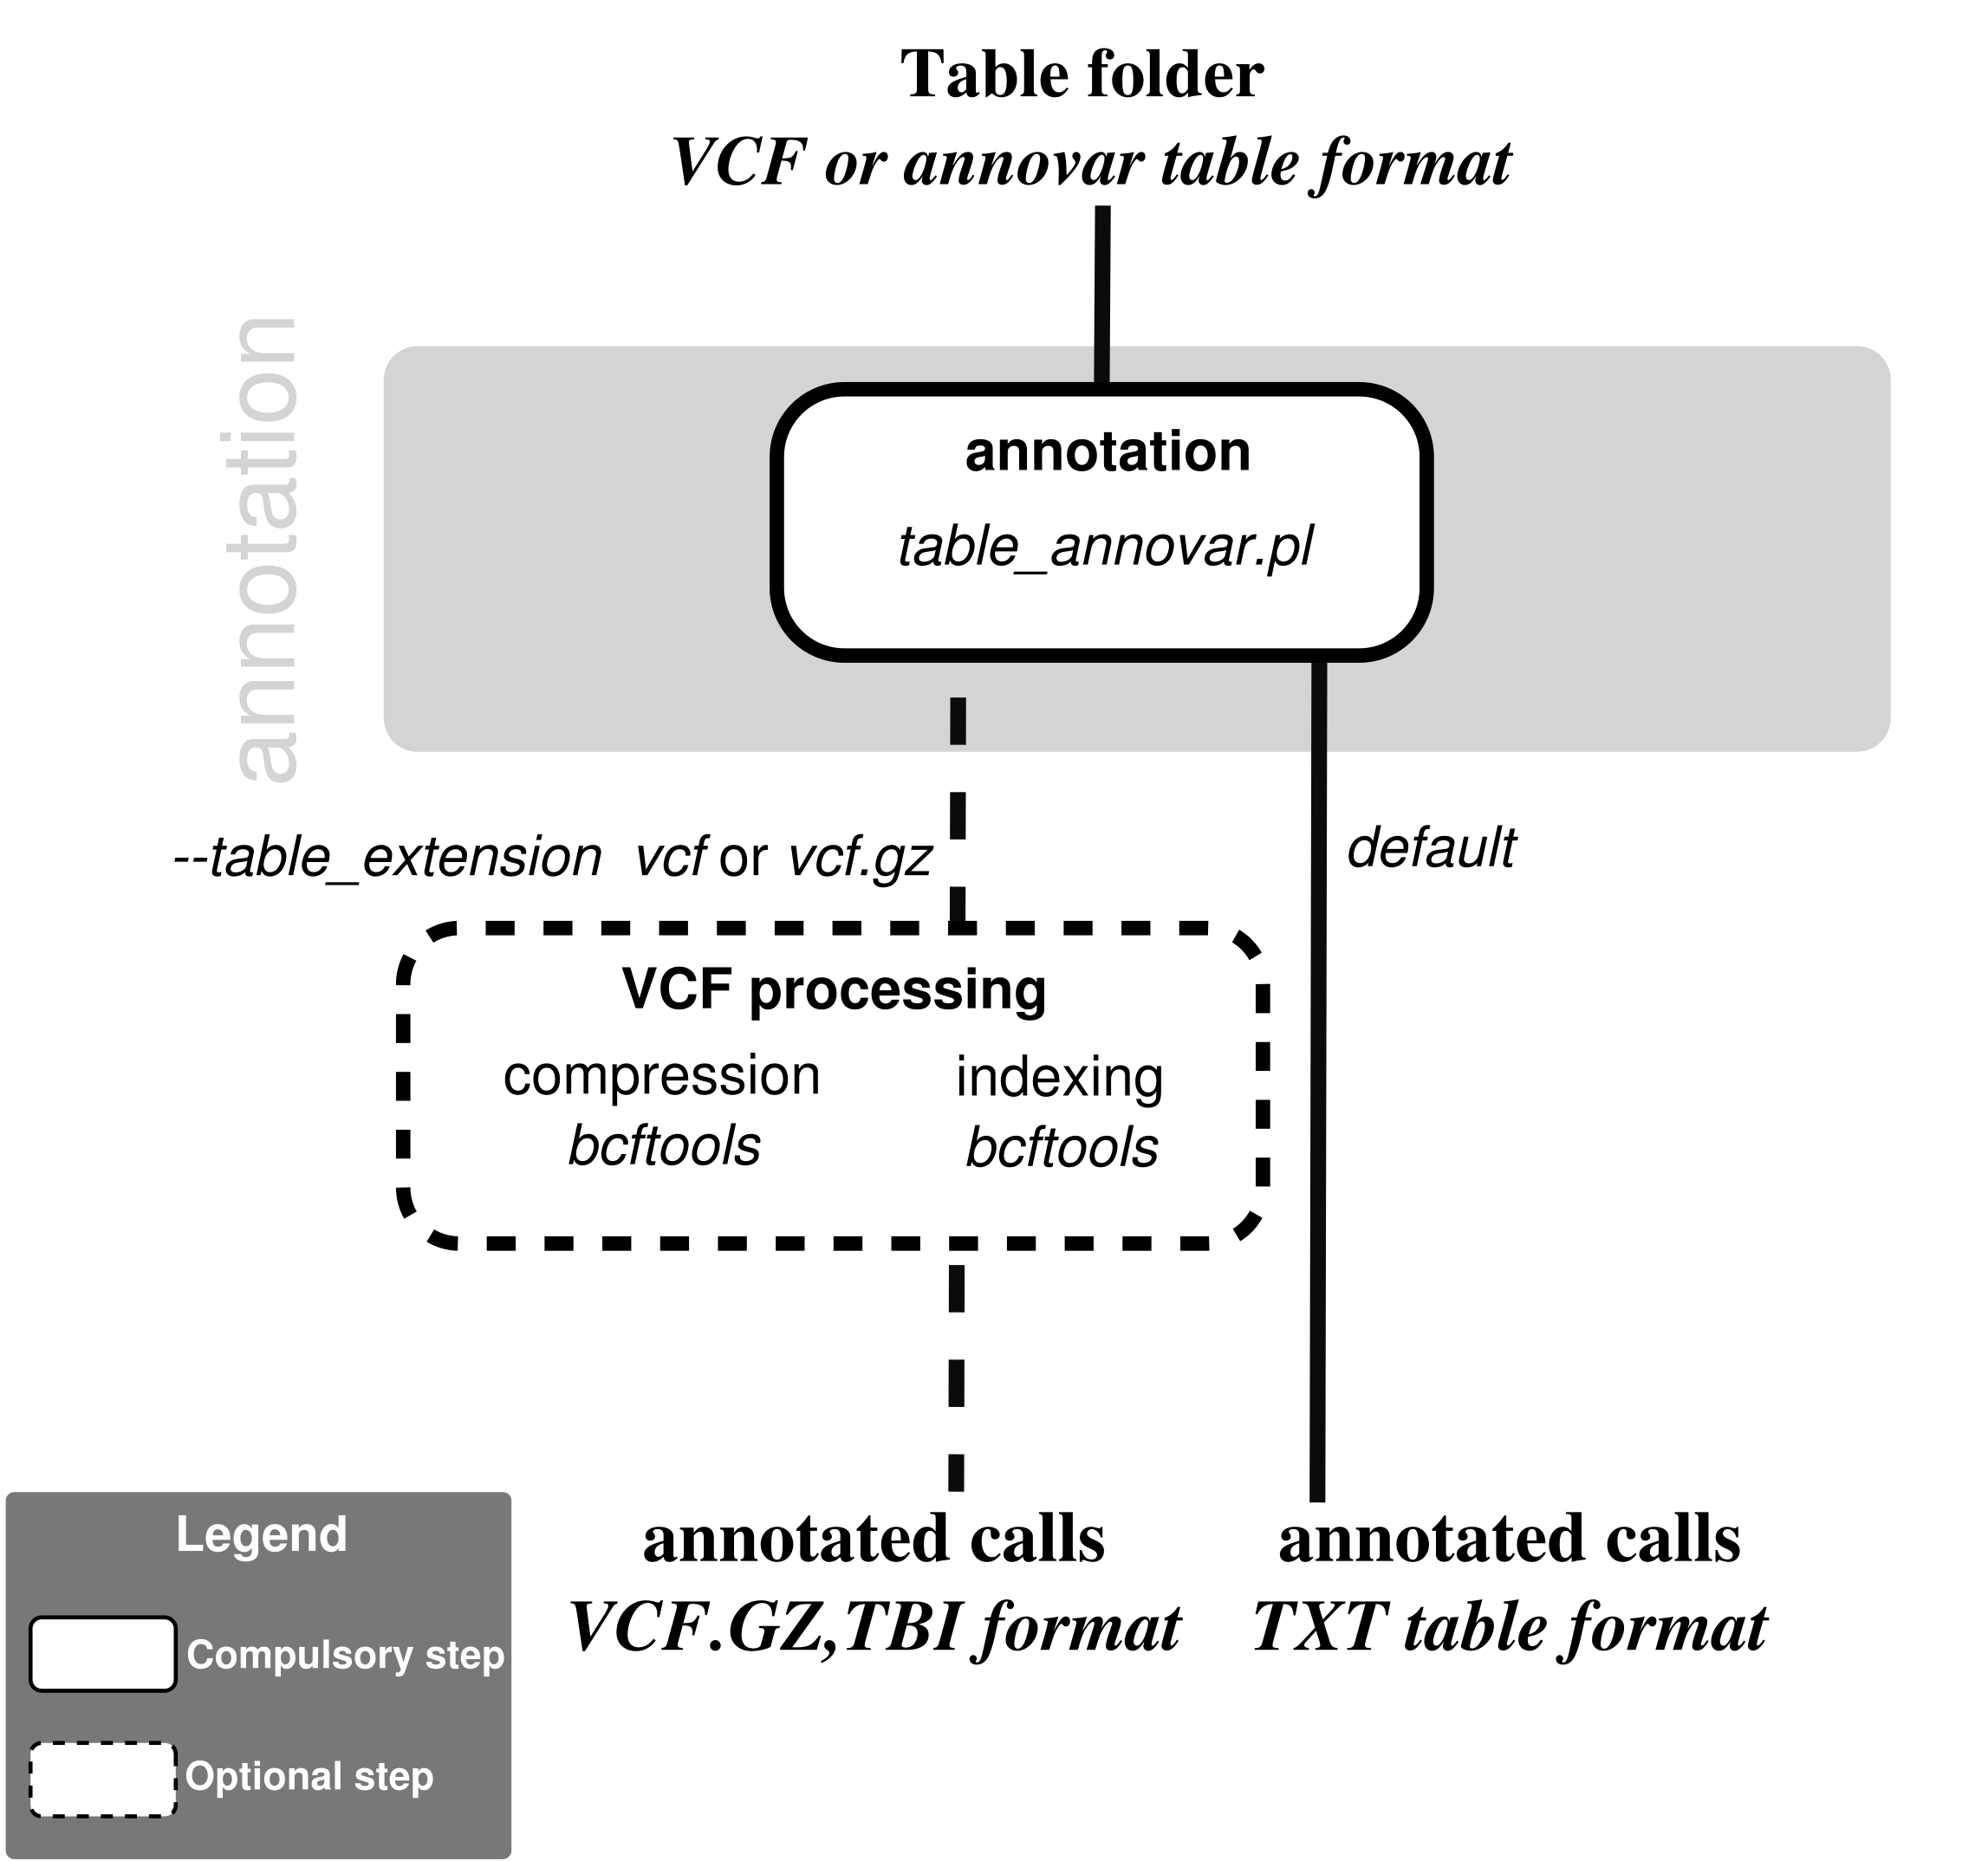 Table folder
VCF or annovar table format
annotation
annotation
table_annovar.pl
--table_extension vcf or vcf.gz
default
VCF processing
compression indexing
bcftools bcftools
annotated calls
VCF.GZ,TBI format
annotated calls
TXT table format
Legend
Compulsory step
Optional step